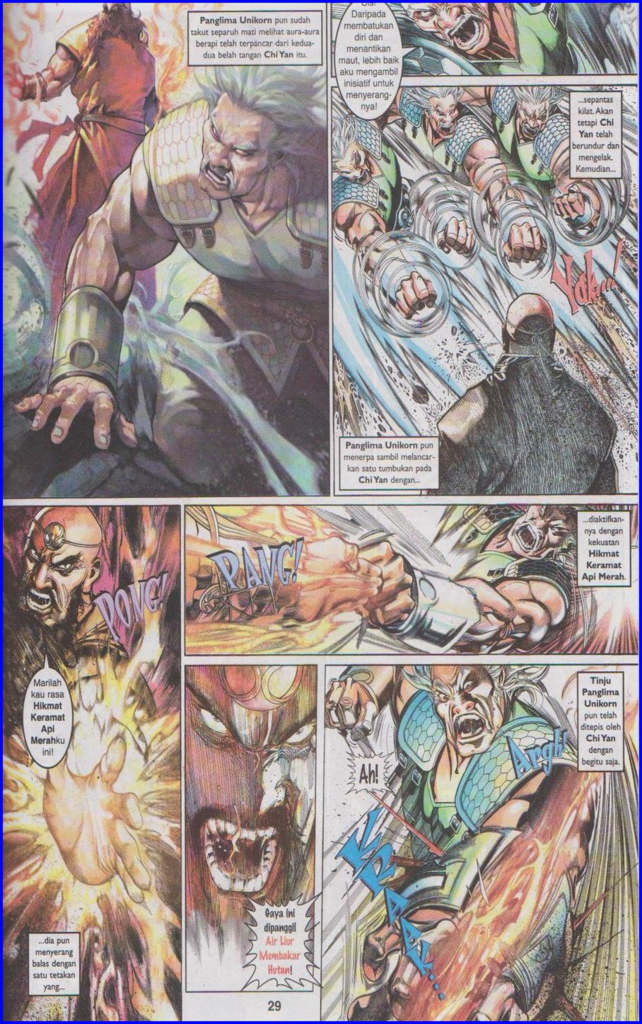 Panglima Unikorn pun sudah
takut separuh mati melihat aura-aura
berapi telah terpancar dari kedua-
dua belah tangan Chi Yan itu.
Daripada
membatukan
diri dan
menantikan
maut, lebih baik
aku mengambil
inisiatif untuk
menyerang-
nya!
...sepantas
kilat. Akan
tetapi Chi
Yan telah
berundur dan
mengelak.
Kemudian...
Yah!!
Panglima Unikorn pun
menerpa sambil melancar-
kan satu tumbukan pada
Chi Yan dengan...
PONG!
Marilah
kau rasa
Hikmat
Keramat
Api
Merahku
ini!
...dia pun
menyerang
balas dengan
satu tetakan
yang...
PANG!
...diaktifkan-
nya dengan
kekuatan
Hikmat
Keramat
Api Merah.
Gaya ini
dipanggil
Air Liur
Membakar
Hutan!
Tinju
Panglima
Unikorn
pun telah
ditepis oleh
Chi Yan
dengan
begitu saja.
Ah!
Argh!
KRAAK...
29